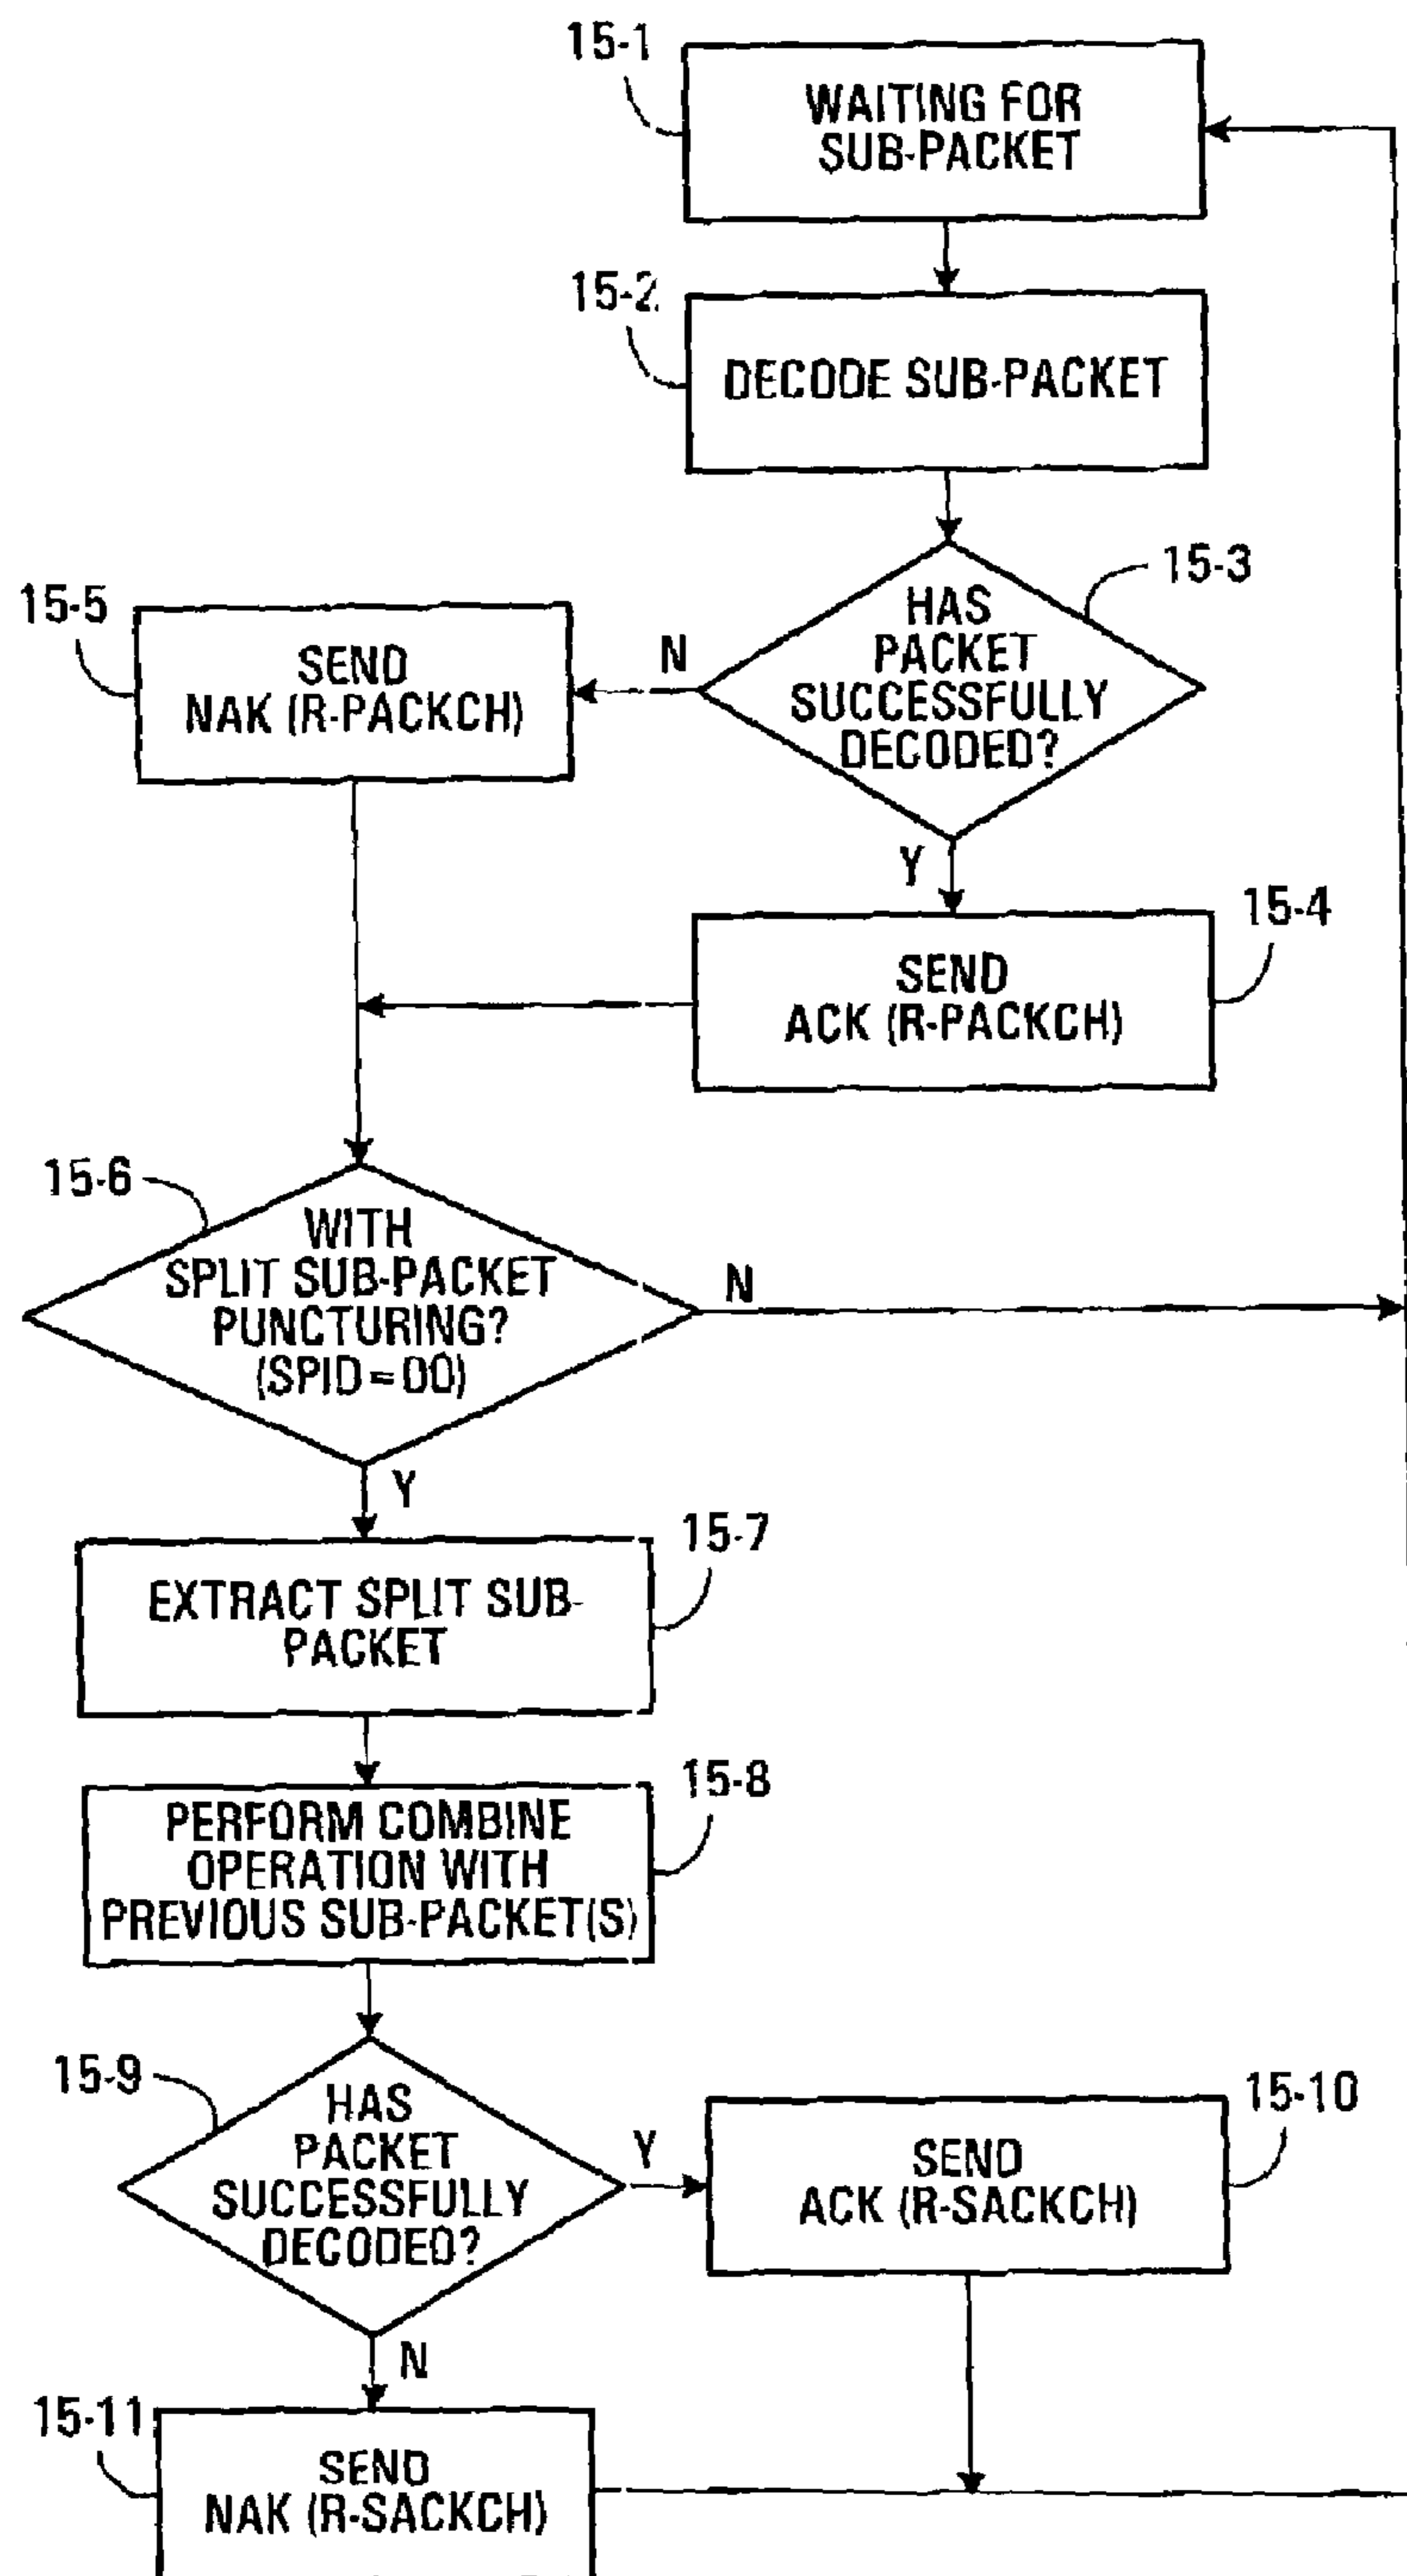 15-1
WAITING FOR
SUB-PACKET
15-2
DECODE SUB-PACKET
15-3
HAS
PACKET
SUCCESSFULLY
DECODED?
15-5
SEND
NAK (R-PACKCH)
N
Y
15-4
SEND
ACK (R-PACKCH)
15-6
WITH
SPLIT SUB-PACKET
PUNCTURING?
(SPID=00)
N
Y
15-7
EXTRACT SPLIT SUB-
PACKET
15-8
PERFORM COMBINE
OPERATION WITH
PREVIOUS SUB-PACKET(S)
15-9
HAS
PACKET
SUCCESSFULLY
DECODED?
Y
15-10
SEND
ACK (R-SACKCH)
N
15-11
SEND
NAK (R-SACKCH)